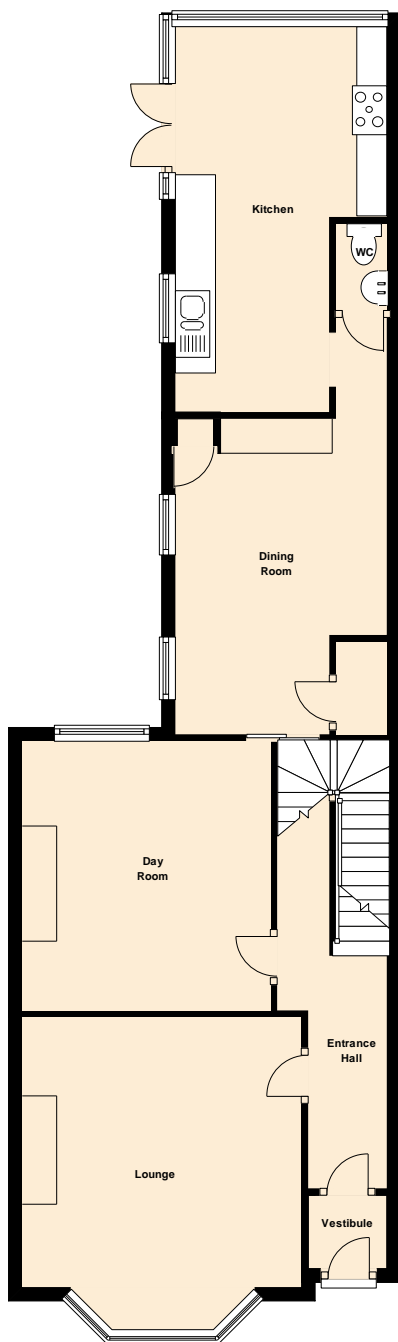 Kitchen
WC
Dining
Room
Day
Room
Entrance
Hall
Lounge
Vestibule